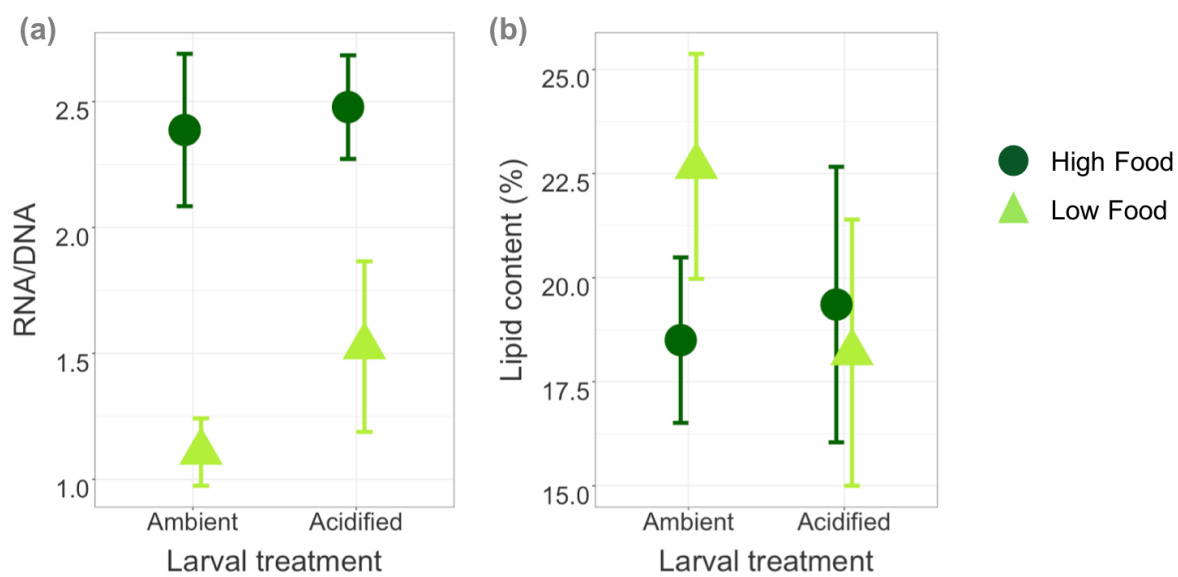 (a)
RNA/DNA
2.5
2.0
1.5
1.0
Ambient Acidified
Larval treatment
(b)
Lipid content (%)
25.0
22.5
20.0
17.5
15.0
Ambient Acidified
Larval treatment
High Food
Low Food